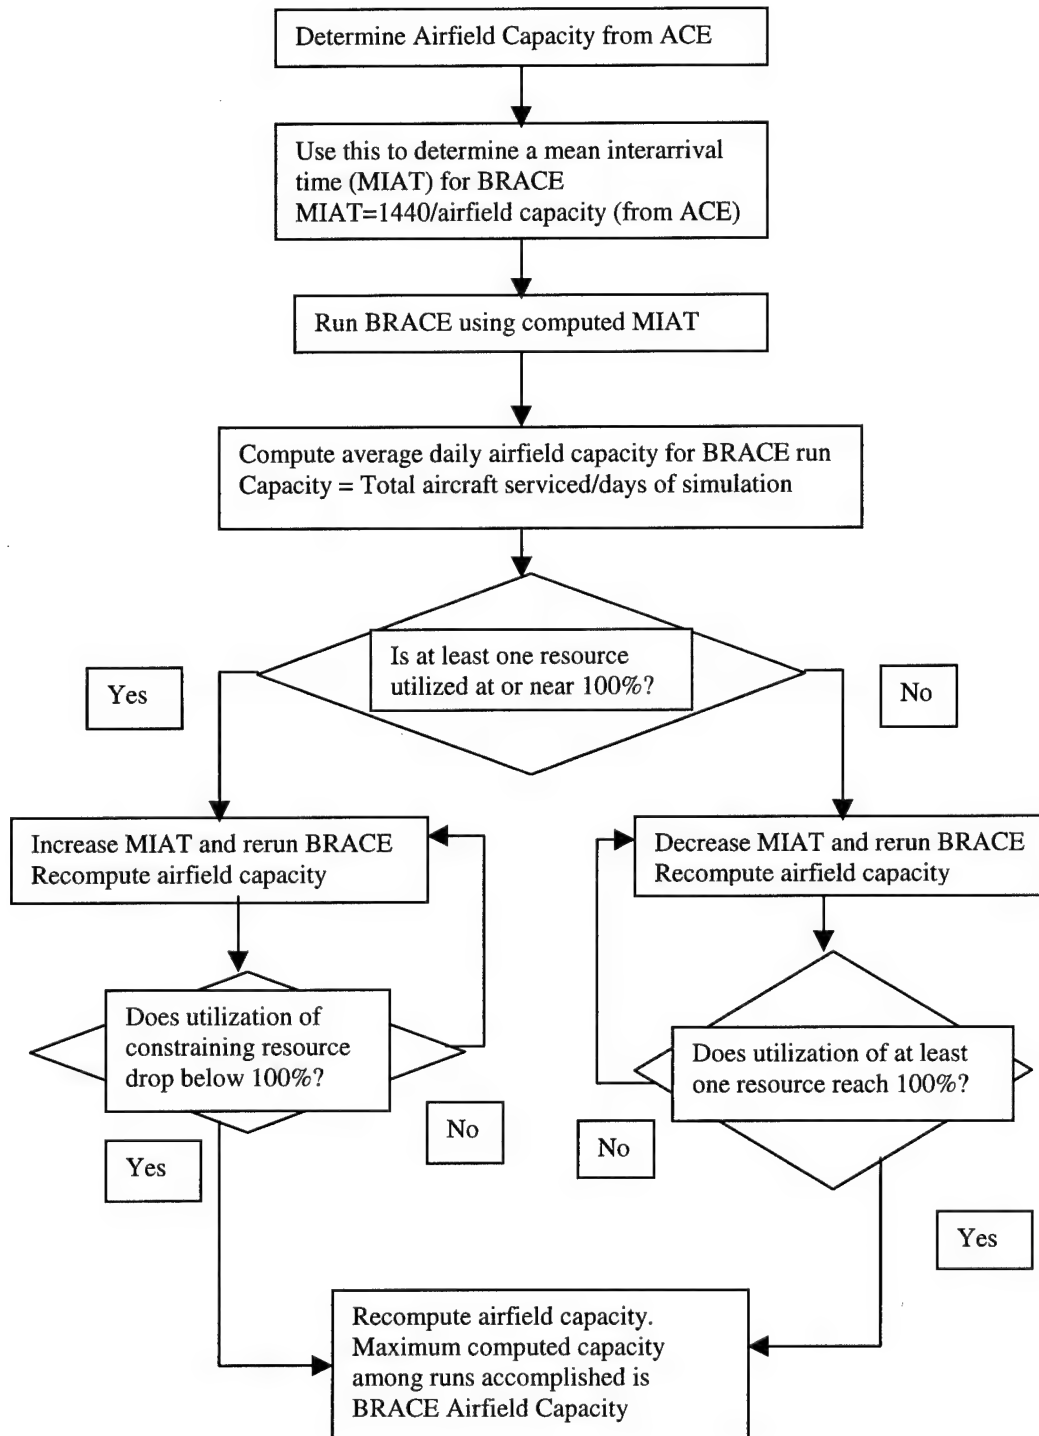 Determine Airfield Capacity from ACE
Use this to determine a mean interarrival
time (MIAT) for BRACE
MIAT=1440/airfield capacity (from ACE)
Run BRACE using computed MIAT
Compute average daily airfield capacity for BRACE run
Capacity = Total aircraft serviced/days of simulation
Is at least one resource
utilized at or near 100%?
Yes
No
Increase MIAT and rerun BRACE
Recompute airfield capacity
Decrease MIAT and rerun BRACE
Recompute airfield capacity
Does utilization of
constraining resource
drop below 100%?
Does utilization of at least
one resource reach 100%?
No
No
Yes
Yes
Recompute airfield capacity.
Maximum computed capacity
among runs accomplished is
BRACE Airfield Capacity